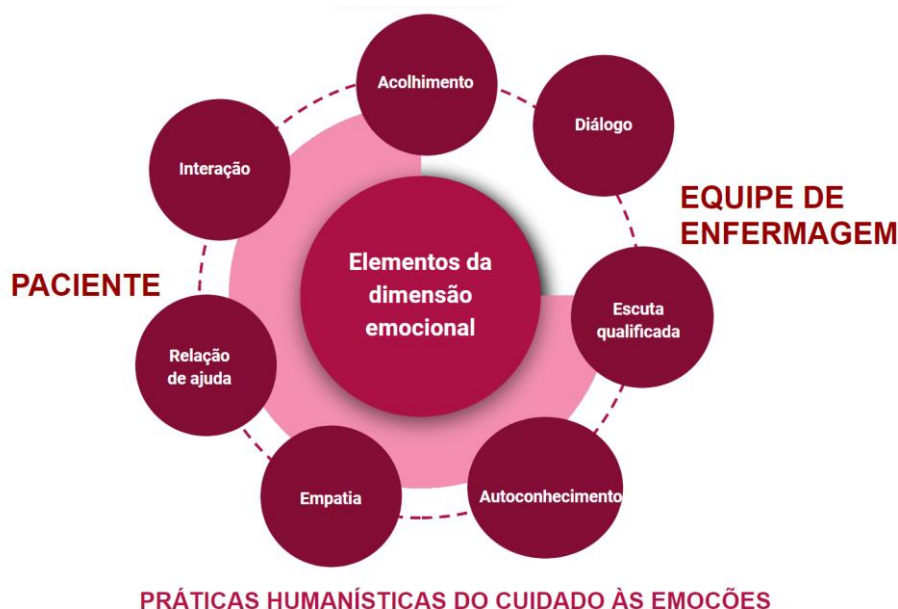 Acolhimento
Diálogo
Interação
EQUIPE DE
ENFERMAGEM
Elementos da
dimensão
emocional
PACIENTE
Escuta
qualificada
Relação
de ajuda
Empatia
Autoconhecimento
PRÁTICAS HUMANÍSTICAS DO CUIDADO ÀS EMOCÕES